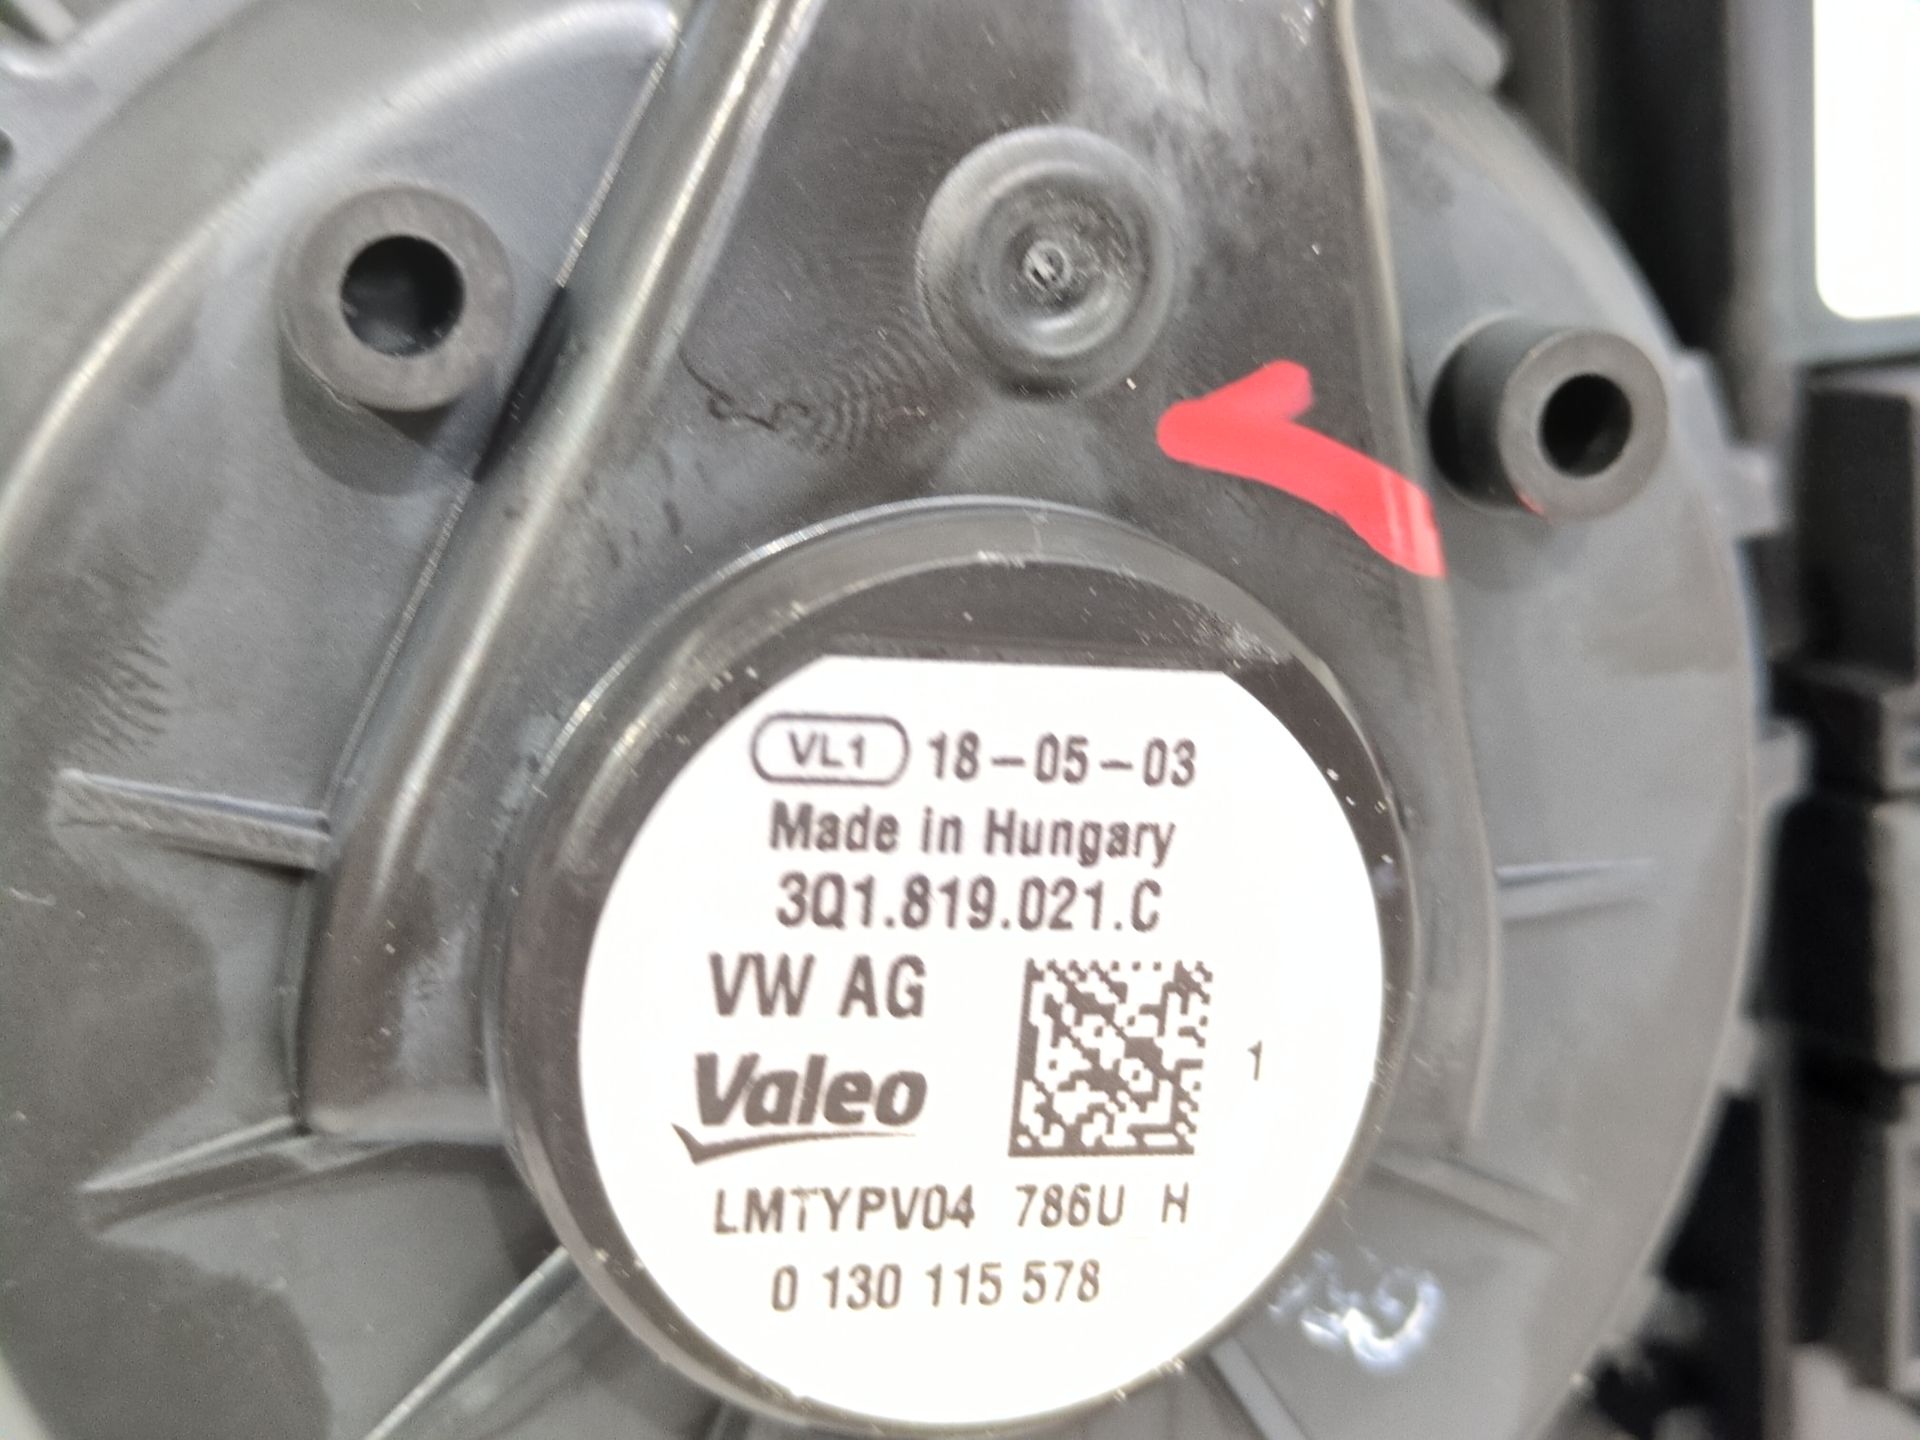 VL1 18-05-03
Made in Hungary
3Q1.819.021.C
VW AG
Valeo
1
LMTYPV04 786U H
0 130 115 578